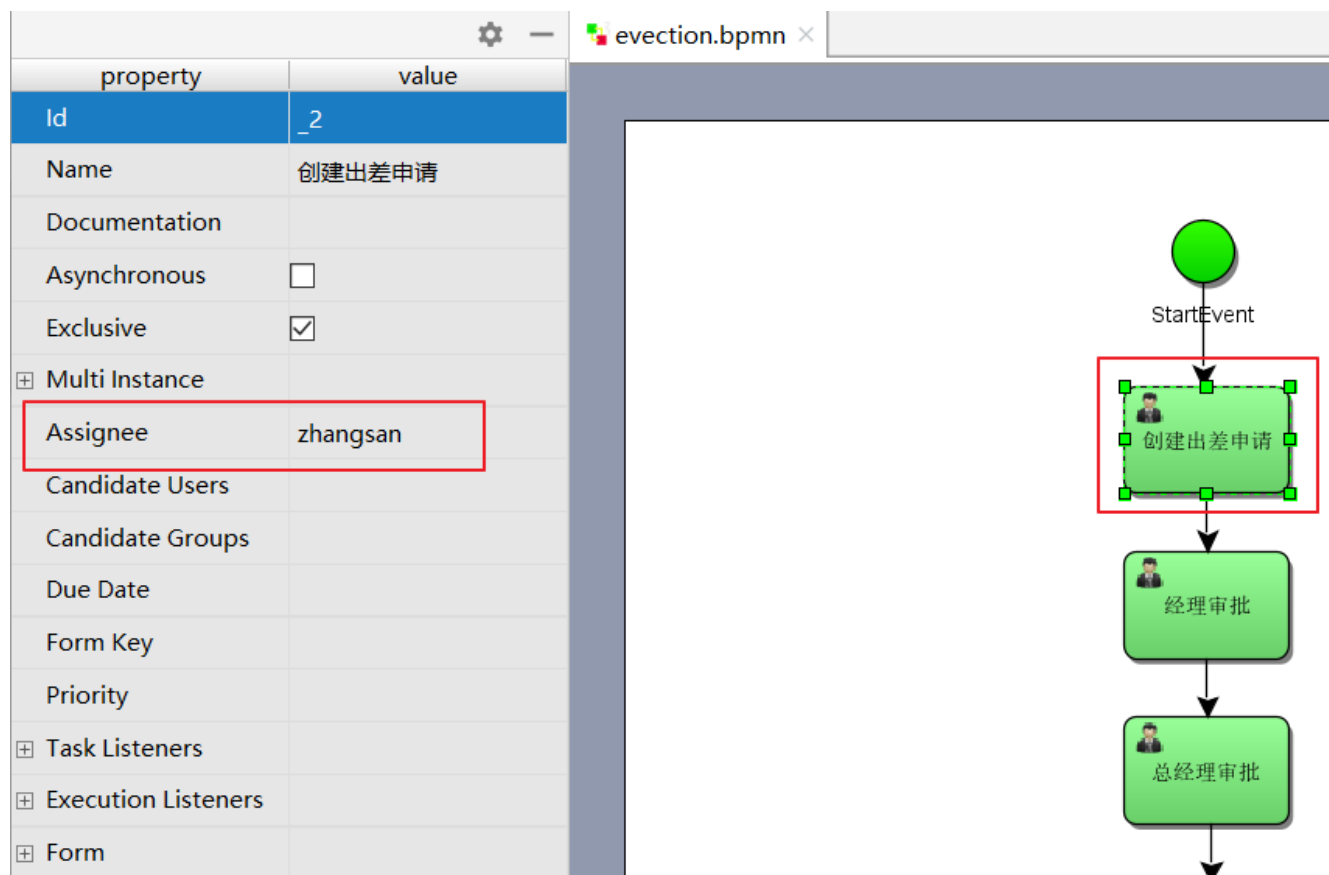 evection.bpmn
property value
Id _2
Name 创建出差申请
Documentation
Asynchronous
Exclusive
Multi Instance
Assignee zhangsan
Candidate Users
Candidate Groups
Due Date
Form Key
Priority
Task Listeners
Execution Listeners
Form
StartEvent
创建出差申请
经理审批
总经理审批